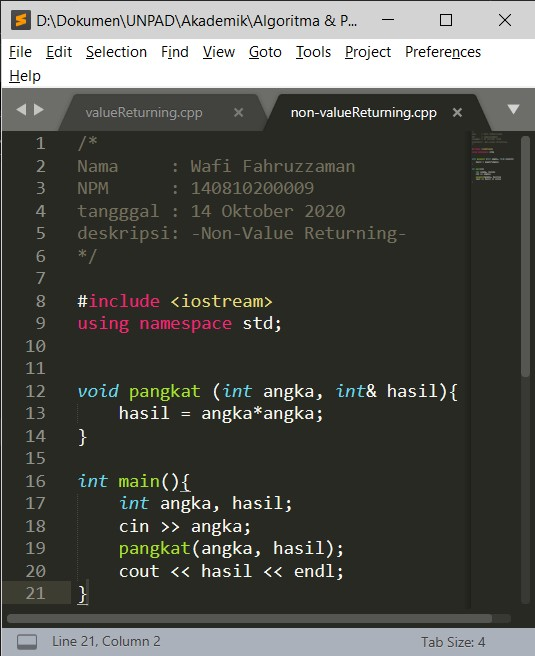 D:\Dokumen\UNPAD\Akademik\Algoritma & P...
File Edit Selection Find View Goto Tools Project Preferences
Help
valueReturning.cpp non-valueReturning.cpp
1 /*
2 Nama     : Wafi Fahruzzaman
3 NPM      : 140810200009
4 tangggal : 14 Oktober 2020
5 deskripsi: -Non-Value Returning-
6 */
7
8 #include <iostream>
9 using namespace std;
10
11
12 void pangkat (int angka, int& hasil){
13     hasil = angka*angka;
14 }
15
16 int main(){
17     int angka, hasil;
18     cin >> angka;
19     pangkat(angka, hasil);
20     cout << hasil << endl;
21 }
Line 21, Column 2 Tab Size: 4